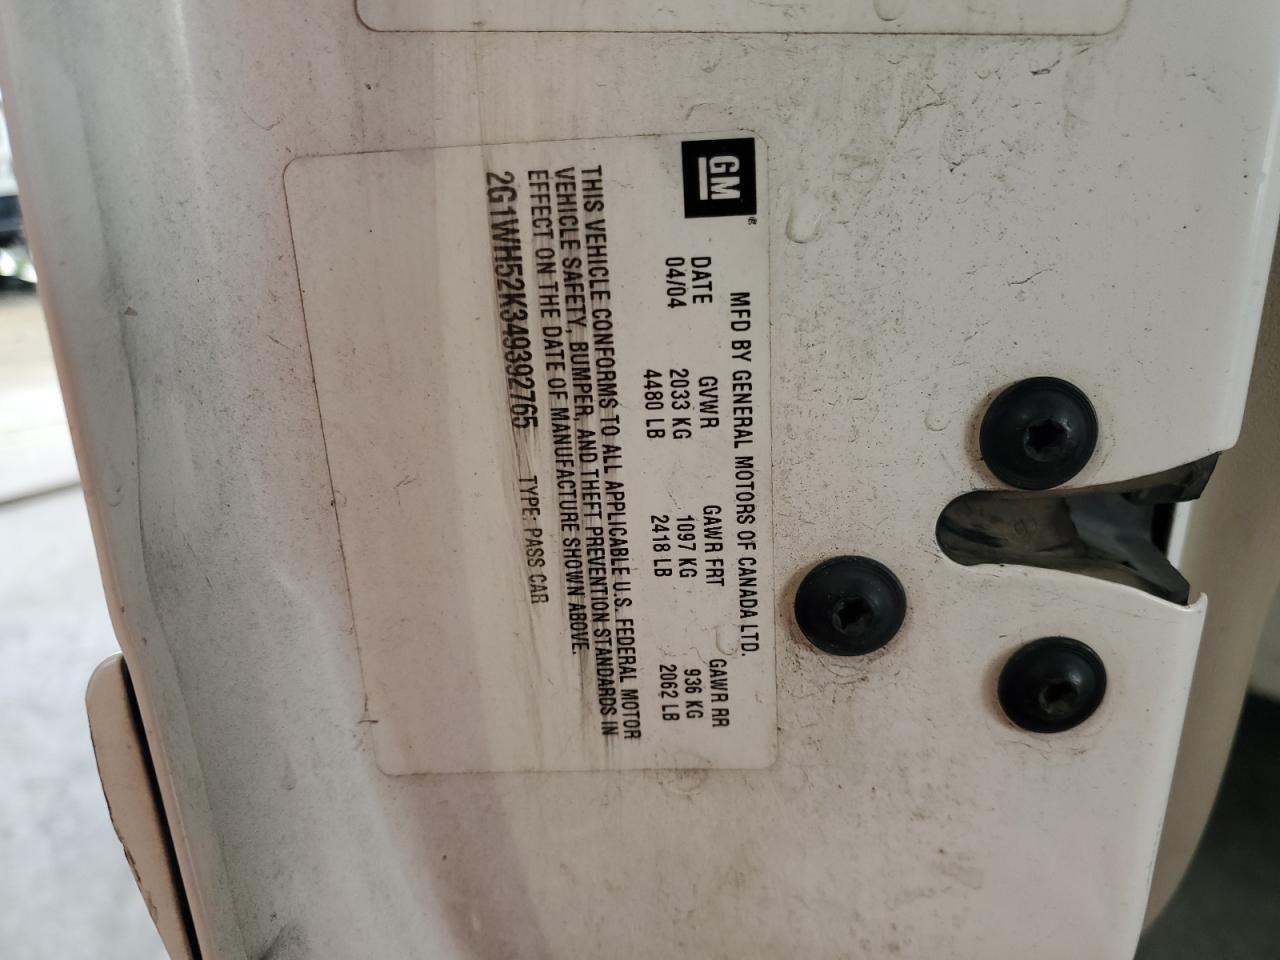 GM
MFD BY GENERAL MOTORS OF CANADA LTD.
DATE GVWR GAWR FRT GAWR RR
04/04 2033 KG 1097 KG 936 KG
4480 LB 2418 LB 2062 LB
THIS VEHICLE CONFORMS TO ALL APPLICABLE U.S. FEDERAL MOTOR
VEHICLE SAFETY, BUMPER, AND THEFT PREVENTION STANDARDS IN
EFFECT ON THE DATE OF MANUFACTURE SHOWN ABOVE.
2G1WH52K349392765 TYPE: PASS CAR